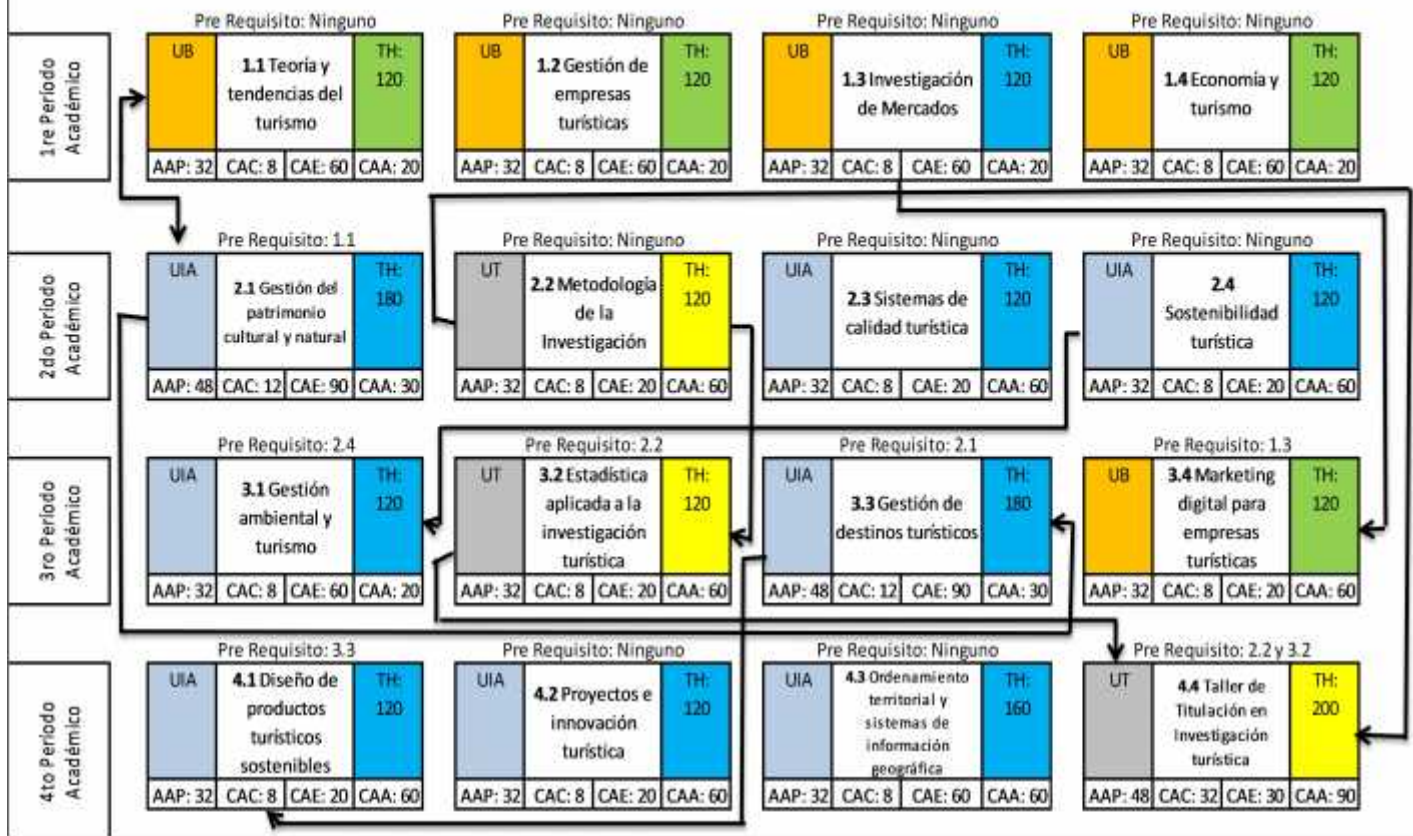 Pre Requisito: Ninguno
Pre Requisito: Ninguno
Pre Requisito: Ninguno
Pre Requisito: Ninguno
1re Periodo
Académico
UB
1.1 Teoría y
tendencias del
turismo
TH:
120
AAP: 32 CAC: 8 CAE: 60 CAA: 20
UB
1.2 Gestión de
empresas
turísticas
TH:
120
AAP: 32 CAC: 8 CAE: 60 CAA: 20
UB
1.3 Investigación
de Mercados
TH:
120
AAP: 32 CAC: 8 CAE: 60 CAA: 20
UB
1.4 Economía y
turismo
TH:
120
AAP: 32 CAC: 8 CAE: 60 CAA: 20
2do Periodo
Académico
Pre Requisito: 1.1
UIA
2.1 Gestión del
patrimonio
cultural y natural
TH:
180
AAP: 48 CAC: 12 CAE: 90 CAA: 30
Pre Requisito: Ninguno
UT
2.2 Metodología
de la
Investigación
TH:
120
AAP: 32 CAC: 8 CAE: 20 CAA: 60
Pre Requisito: Ninguno
UIA
2.3 Sistemas de
calidad turística
TH:
120
AAP: 32 CAC: 8 CAE: 20 CAA: 60
Pre Requisito: Ninguno
UIA
2.4
Sostenibilidad
turística
TH:
120
AAP: 32 CAC: 8 CAE: 20 CAA: 60
3ro Periodo
Académico
Pre Requisito: 2.4
UIA
3.1 Gestión
ambiental y
turismo
TH:
120
AAP: 32 CAC: 8 CAE: 60 CAA: 20
Pre Requisito: 2.2
UT
3.2 Estadística
aplicada a la
investigación
turística
TH:
120
AAP: 32 CAC: 8 CAE: 20 CAA: 60
Pre Requisito: 2.1
UIA
3.3 Gestión de
destinos turísticos
TH:
180
AAP: 48 CAC: 12 CAE: 90 CAA: 30
Pre Requisito: 1.3
UB
3.4 Marketing
digital para
empresas
turísticas
TH:
120
AAP: 32 CAC: 8 CAE: 20 CAA: 60
4to Periodo
Académico
Pre Requisito: 3.3
UIA
4.1 Diseño de
productos
turísticos
sostenibles
TH:
120
AAP: 32 CAC: 8 CAE: 20 CAA: 60
Pre Requisito: Ninguno
UIA
4.2 Proyectos e
innovación
turística
TH:
120
AAP: 32 CAC: 8 CAE: 20 CAA: 60
Pre Requisito: Ninguno
UIA
4.3 Ordenamiento
territorial y
sistemas de
información
geográfica
TH:
160
AAP: 32 CAC: 8 CAE: 60 CAA: 60
Pre Requisito: 2.2 y 3.2
UT
4.4 Taller de
Titulación en
Investigación
turística
TH:
200
AAP: 48 CAC: 32 CAE: 30 CAA: 90